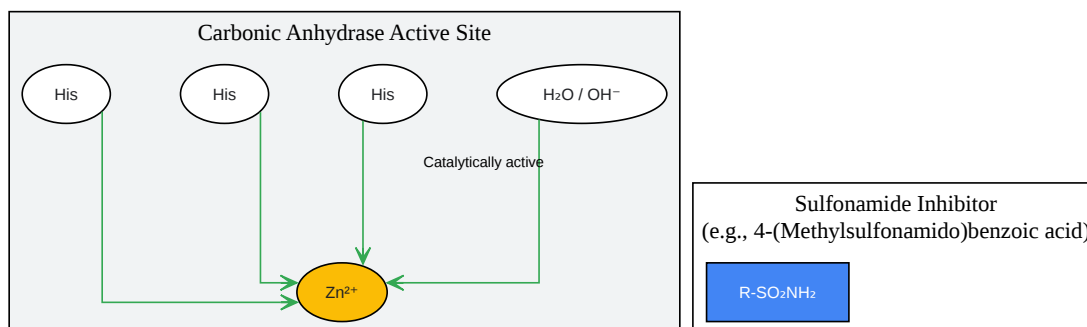 Carbonic Anhydrase Active Site
His
His
His
H₂O / OH⁻
Catalytically active
Zn²⁺
Sulfonamide Inhibitor
(e.g., 4-(Methylsulfonamido)benzoic acid)
R-SO₂NH₂